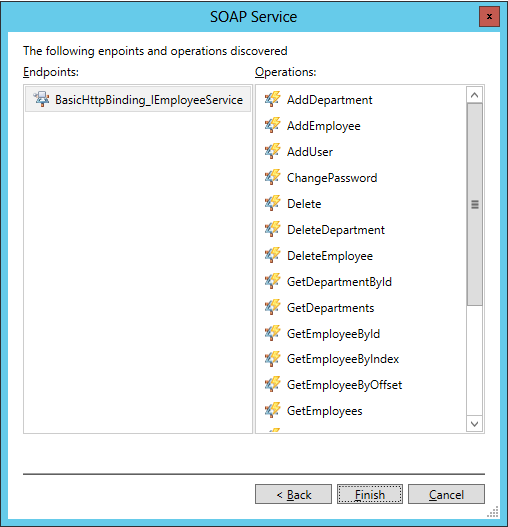 SOAP Service
x
The following enpoints and operations discovered
Endpoints:
Operations:
BasicHttpBinding_IEmployeeService
AddDepartment
AddEmployee
AddUser
ChangePassword
Delete
DeleteDepartment
DeleteEmployee
GetDepartmentById
GetDepartments
GetEmployeeById
GetEmployeeByIndex
GetEmployeeByOffset
GetEmployees
< Back
Finish
Cancel